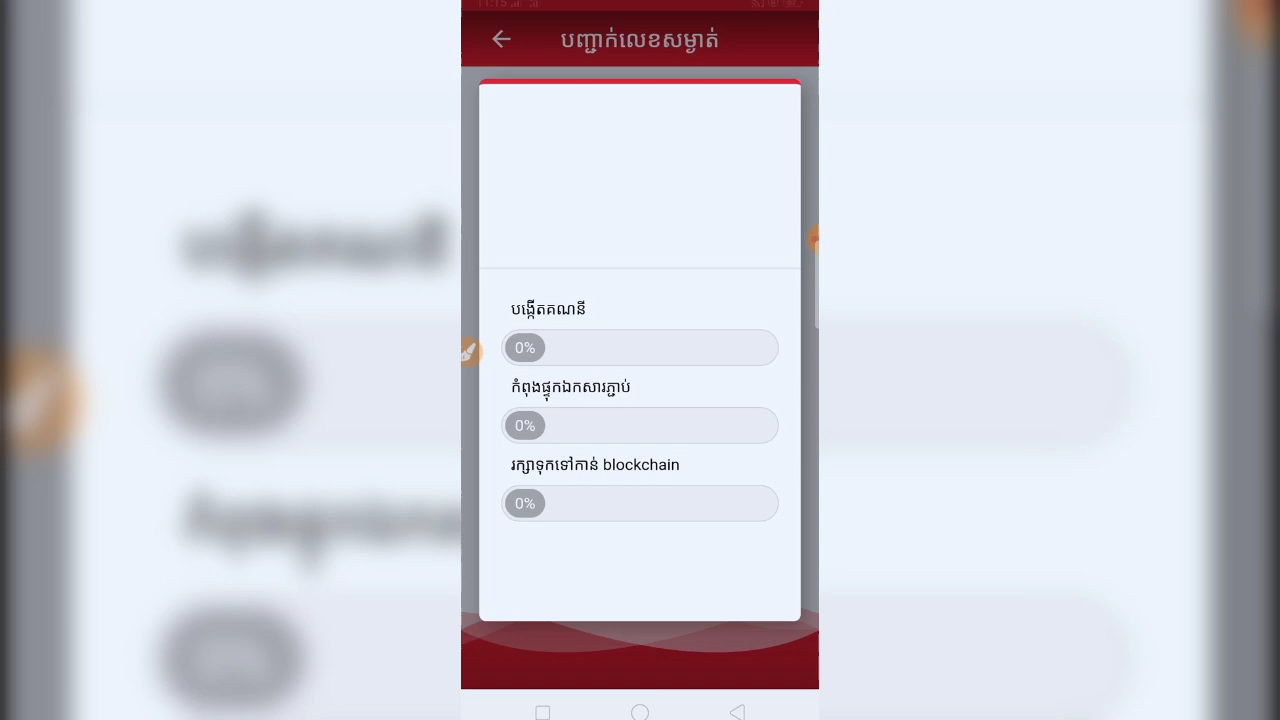 បញ្ជាក់លេខសម្ងាត់
បង្កើតគណនី
0%
កំពុងផ្ទុកឯកសារភ្ជាប់
0%
រក្សាទុកទៅកាន់ blockchain
0%